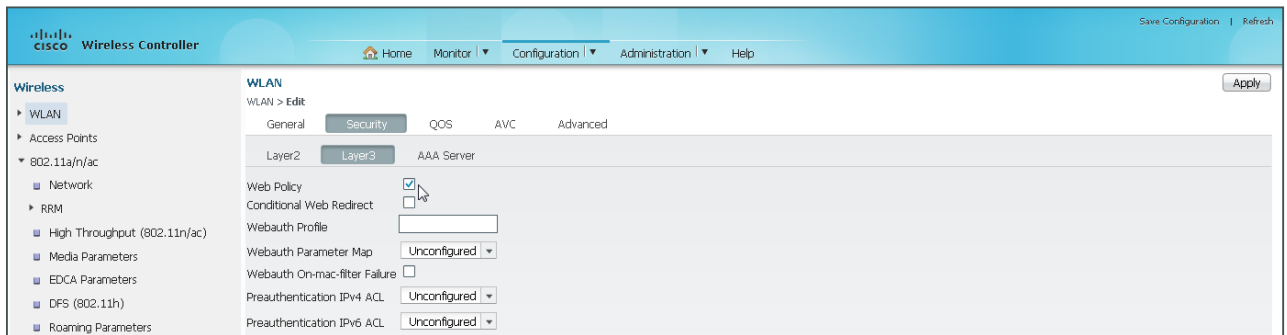 Save Configuration | Refresh
CISCO Wireless Controller
Home Monitor Configuration Administration Help
Wireless
WLAN
Access Points
802.11a/n/ac
Network
RRM
High Throughput (802.11n/ac)
Media Parameters
EDCA Parameters
DFS (802.11h)
Roaming Parameters
WLAN
Apply
WLAN > Edit
General Security QOS AVC Advanced
Layer2 Layer3 AAA Server
Web Policy
Conditional Web Redirect
Webauth Profile
Webauth Parameter Map Unconfigured
Webauth On-mac-filter Failure
Preauthentication IPv4 ACL Unconfigured
Preauthentication IPv6 ACL Unconfigured